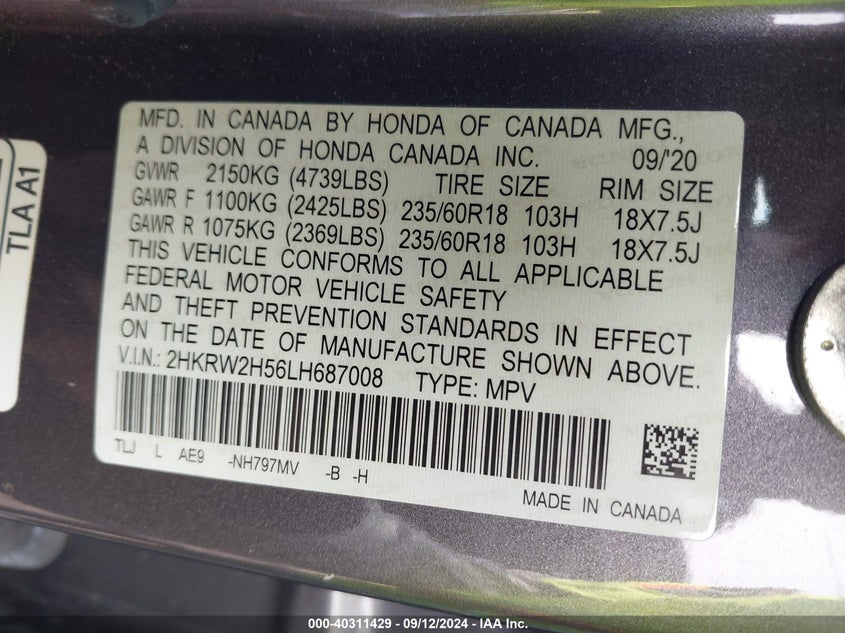 TLA A1
MFD. IN CANADA BY HONDA OF CANADA MFG.,
A DIVISION OF HONDA CANADA INC. 09/'20
GVWR 2150KG (4739LBS) TIRE SIZE RIM SIZE
GAWR F 1100KG (2425LBS) 235/60R18 103H 18X7.5J
GAWR R 1075KG (2369LBS) 235/60R18 103H 18X7.5J
THIS VEHICLE CONFORMS TO ALL APPLICABLE
FEDERAL MOTOR VEHICLE SAFETY
AND THEFT PREVENTION STANDARDS IN EFFECT
ON THE DATE OF MANUFACTURE SHOWN ABOVE.
V.I.N.: 2HKRW2H56LH687008 TYPE: MPV
TLJ L AE9 -NH797MV -B -H
MADE IN CANADA
000-40311429 - 09/12/2024 - IAA Inc.